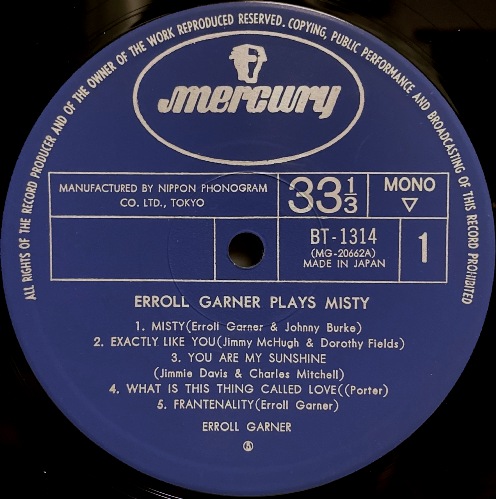 ALL RIGHTS OF THE RECORD PRODUCER AND OF THE OWNER OF THE WORK REPRODUCED RESERVED. COPYING, PUBLIC PERFORMANCE AND BROADCASTING OF THIS RECORD PROHIBITED
mercury
MANUFACTURED BY NIPPON PHONOGRAM
CO. LTD., TOKYO
33 1/3
MONO
▽
BT-1314
(MG-20662A)
MADE IN JAPAN
1
ERROLL GARNER PLAYS MISTY
1. MISTY(Erroll Garner & Johnny Burke)
2. EXACTLY LIKE YOU(Jimmy McHugh & Dorothy Fields)
3. YOU ARE MY SUNSHINE
(Jimmie Davis & Charles Mitchell)
4. WHAT IS THIS THING CALLED LOVE((Porter)
5. FRANTENALITY(Erroll Garner)
ERROLL GARNER